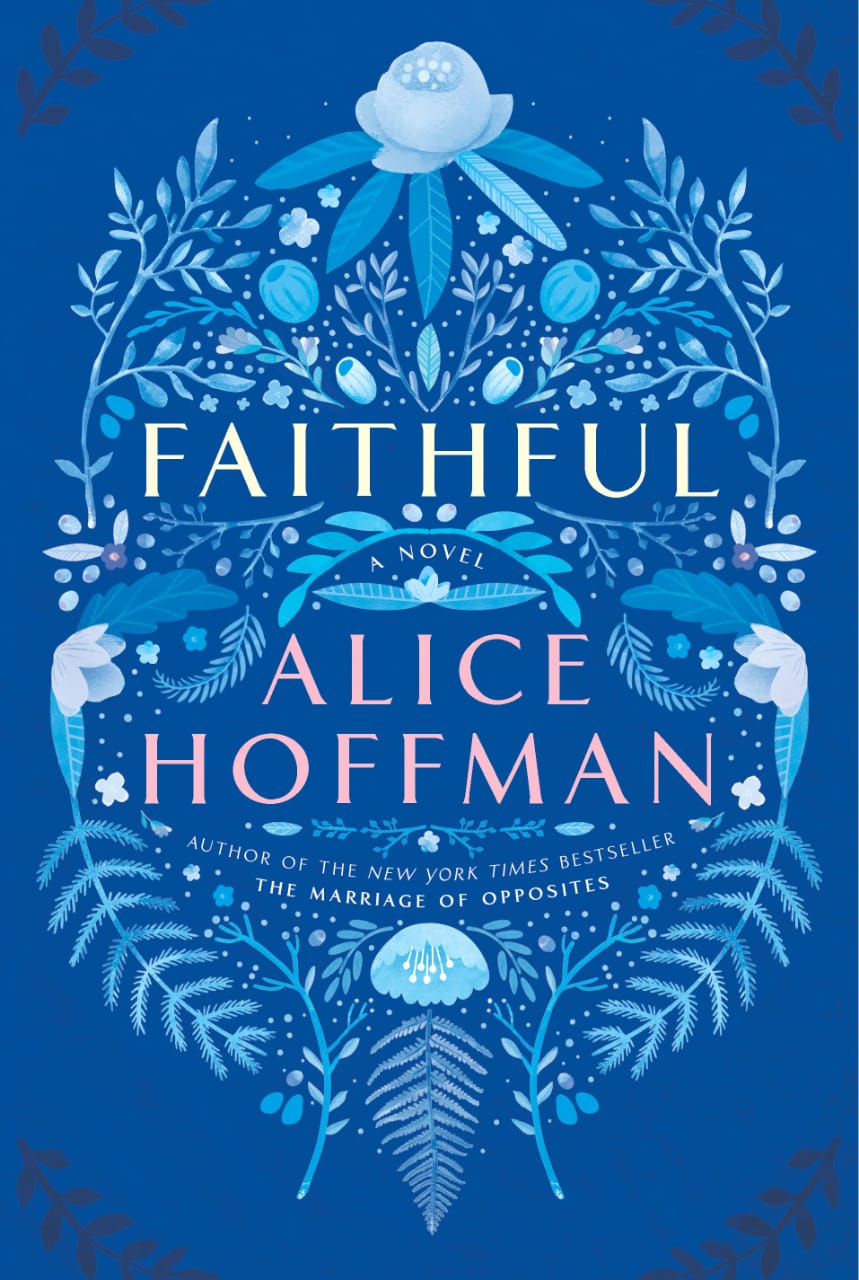 FAITHFUL
A NOVEL
ALICE
HOFFMAN
AUTHOR OF THE NEW YORK TIMES BESTSELLER
THE MARRIAGE OF OPPOSITES